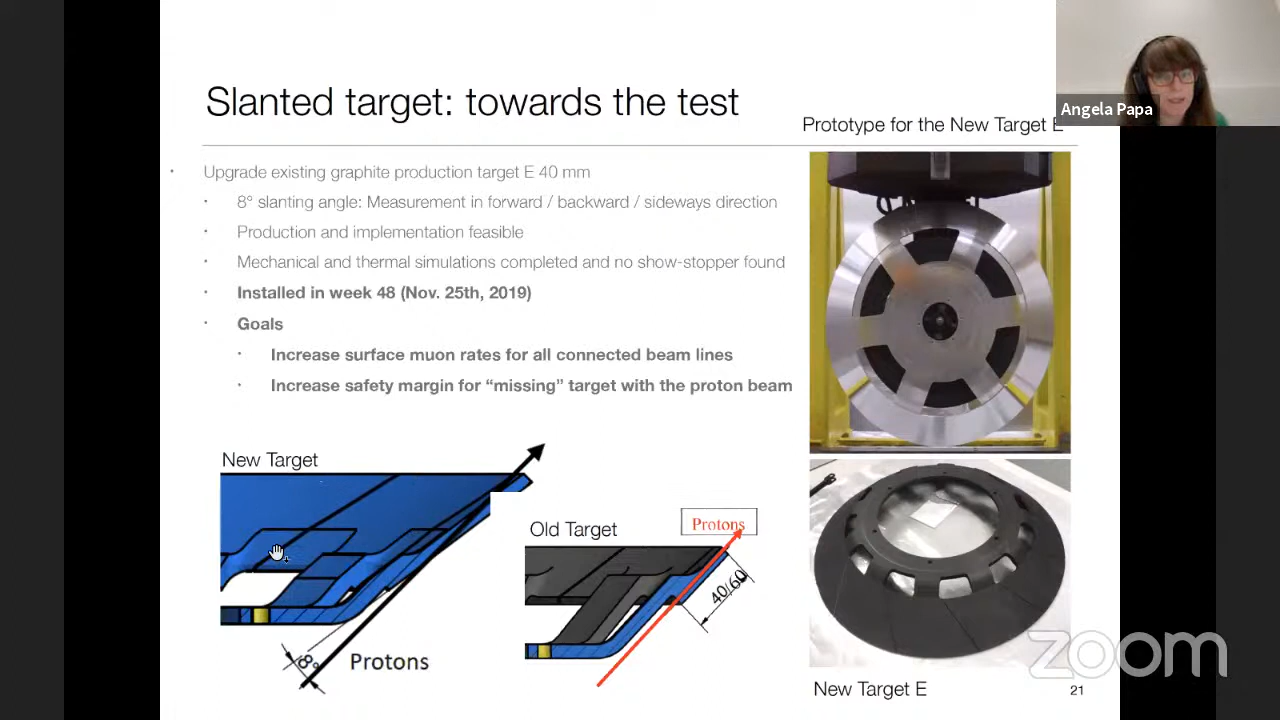 Slanted target: towards the test
Angela Papa
Prototype for the New Target E
Upgrade existing graphite production target E 40 mm
8° slanting angle: Measurement in forward / backward / sideways direction
Production and implementation feasible
Mechanical and thermal simulations completed and no show-stopper found
Installed in week 48 (Nov. 25th, 2019)
Goals
Increase surface muon rates for all connected beam lines
Increase safety margin for “missing” target with the proton beam
New Target
8°
Protons
Old Target
Protons
40/60
New Target E
21
zoom